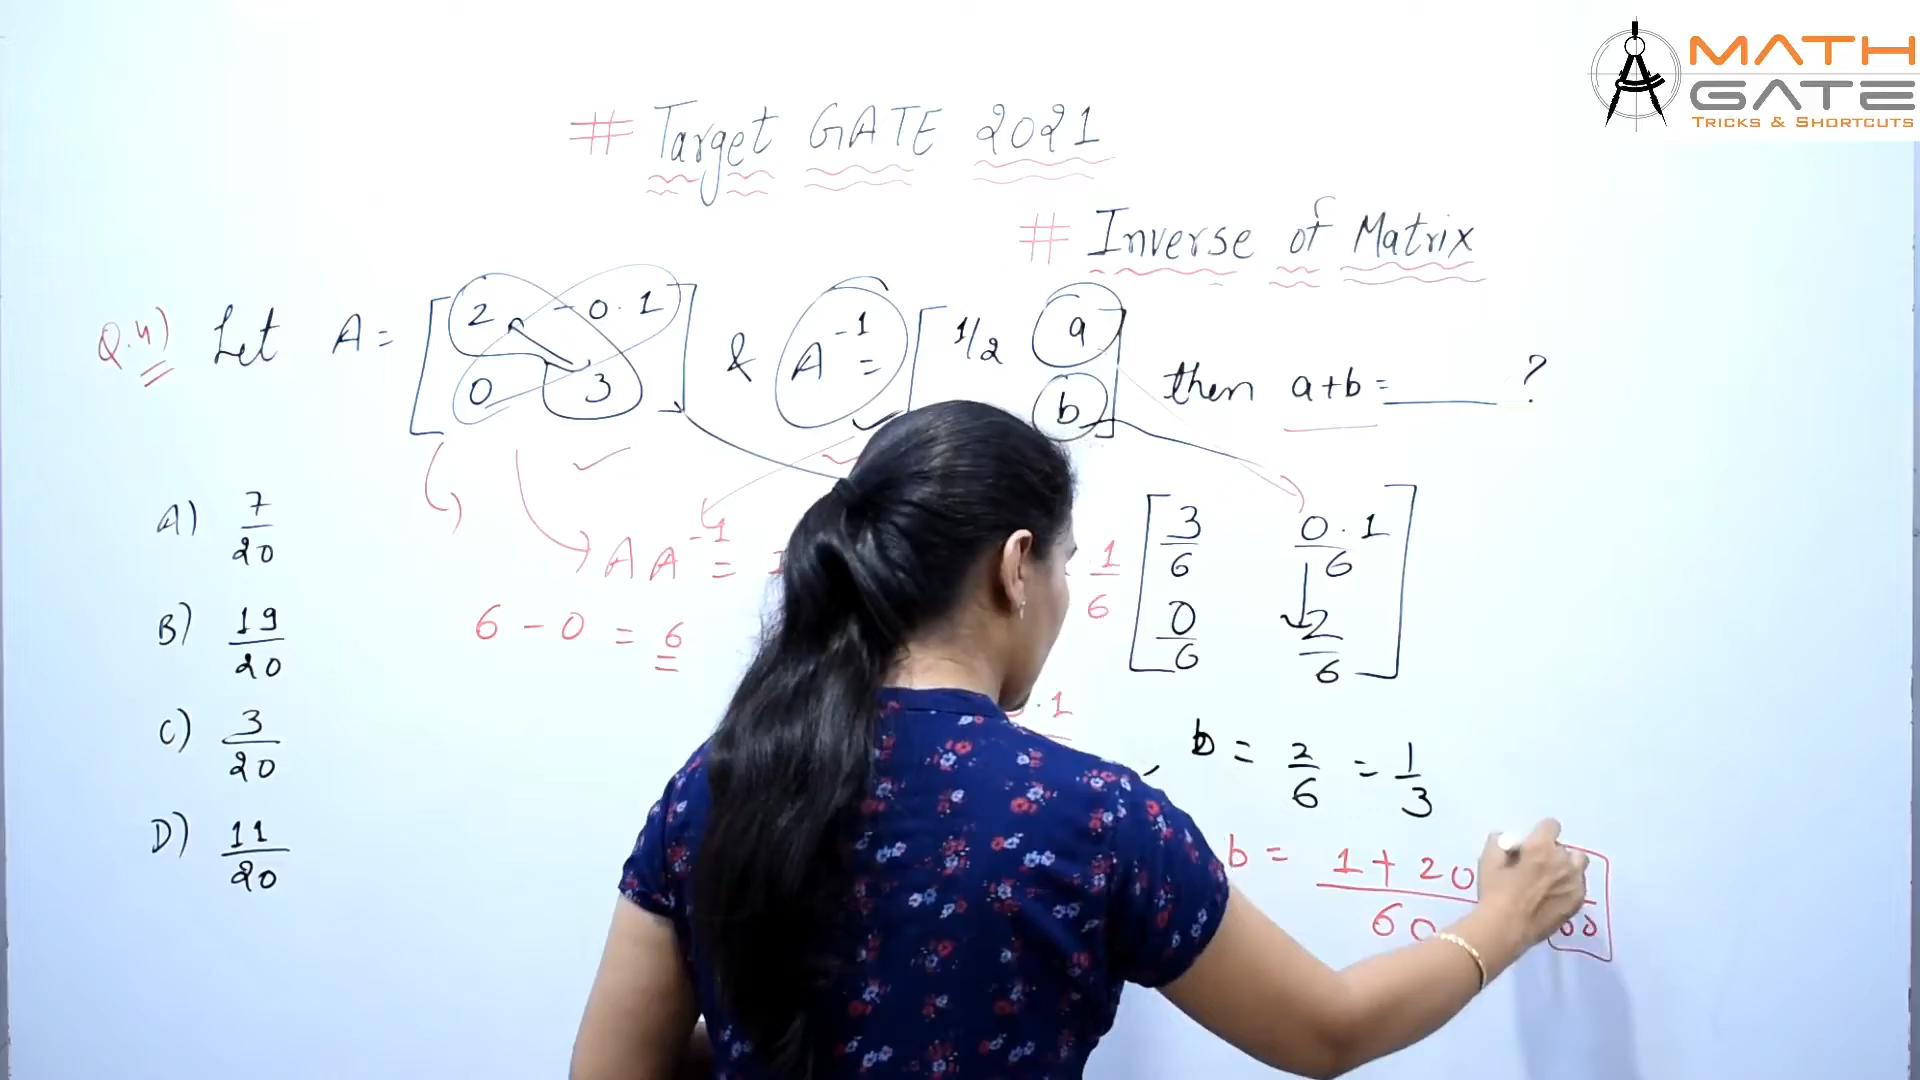 MATH
GATE
TRICKS & SHORTCUTS
# Target GATE 2021
# Inverse of Matrix
Q.4) Let A = [ 2 -0.1 ; 0 3 ] & A⁻¹ = [ 1/2 a ; b ] then a+b = ____ ?
A) 7/20
B) 19/20
C) 3/20
D) 11/20
A A⁻¹ =
6 - 0 = 6
1/6 [ 3/6 0.1/6 ; 0/6 2/6 ]
.1
, b = 2/6 = 1/3
b = 1+20 / 60